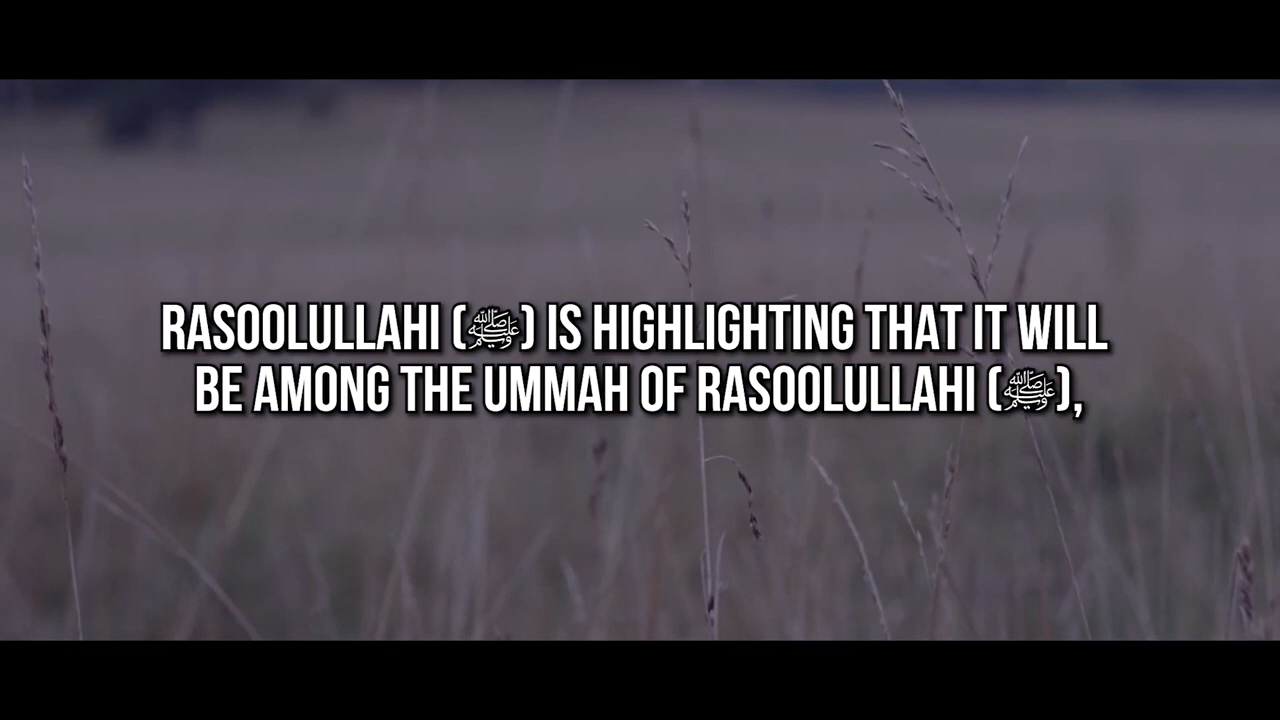 RASOOLULLAHI (ﷺ) IS HIGHLIGHTING THAT IT WILL
BE AMONG THE UMMAH OF RASOOLULLAHI (ﷺ),